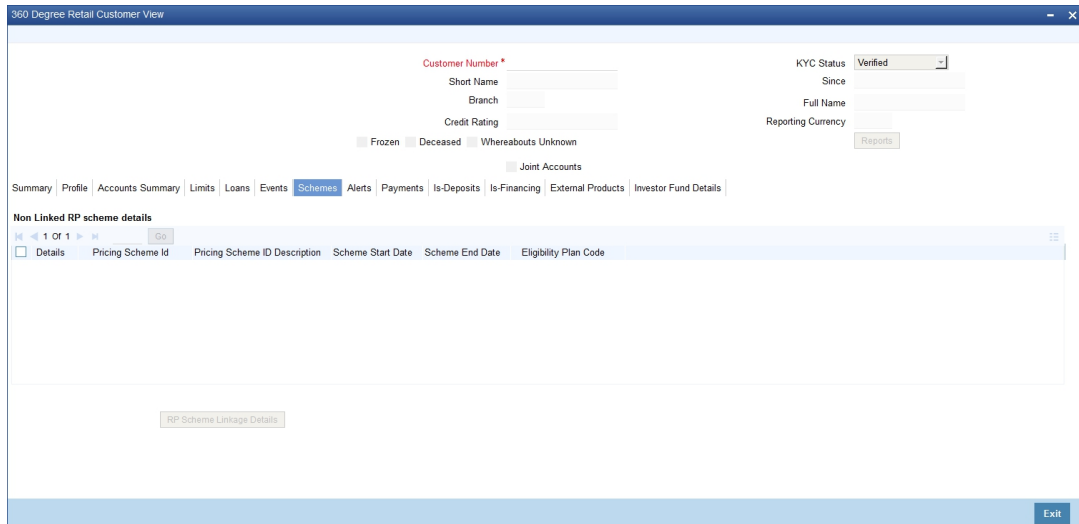 360 Degree Retail Customer View
Customer Number *
KYC Status Verified
Short Name
Since
Branch
Full Name
Credit Rating
Reporting Currency
Frozen Deceased Whereabouts Unknown
Reports
Joint Accounts
Summary Profile Accounts Summary Limits Loans Events Schemes Alerts Payments Is-Deposits Is-Financing External Products Investor Fund Details
Non Linked RP scheme details
1 Of 1 Go
Details Pricing Scheme Id Pricing Scheme ID Description Scheme Start Date Scheme End Date Eligibility Plan Code
RP Scheme Linkage Details
Exit